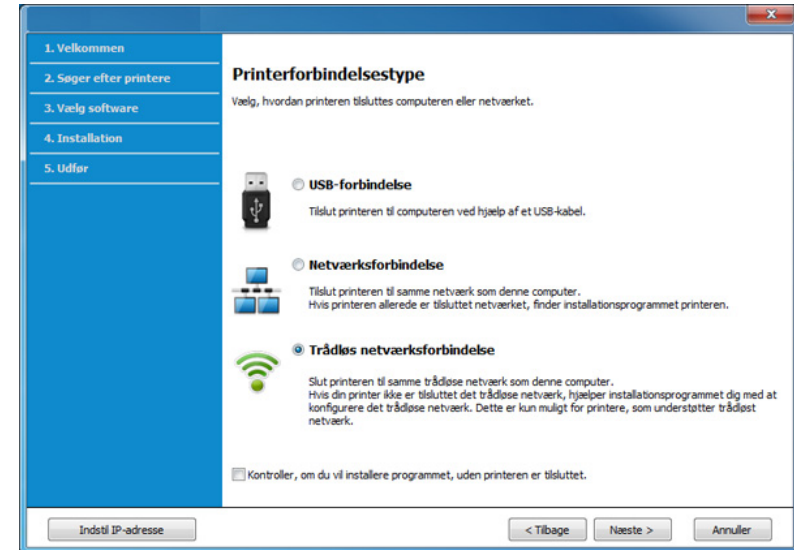 1. Velkommen
2. Søger efter printere
3. Vælg software
4. Installation
5. Udfør
Printerforbindelsestype
Vælg, hvordan printeren tilsluttes computeren eller netværket.
USB-forbindelse
Tilslut printeren til computeren ved hjælp af et USB-kabel.
Netværksforbindelse
Tilslut printeren til samme netværk som denne computer.
Hvis printeren allerede er tilsluttet netværket, finder installationsprogrammet printeren.
Trådløs netværksforbindelse
Slut printeren til samme trådløse netværk som denne computer.
Hvis din printer ikke er tilsluttet det trådløse netværk, hjælper installationsprogrammet dig med at
konfigurere det trådløse netværk. Dette er kun muligt for printere, som understøtter trådløst
netværk.
Kontroller, om du vil installere programmet, uden printeren er tilsluttet.
Indstil IP-adresse
< Tilbage
Næste >
Annuller